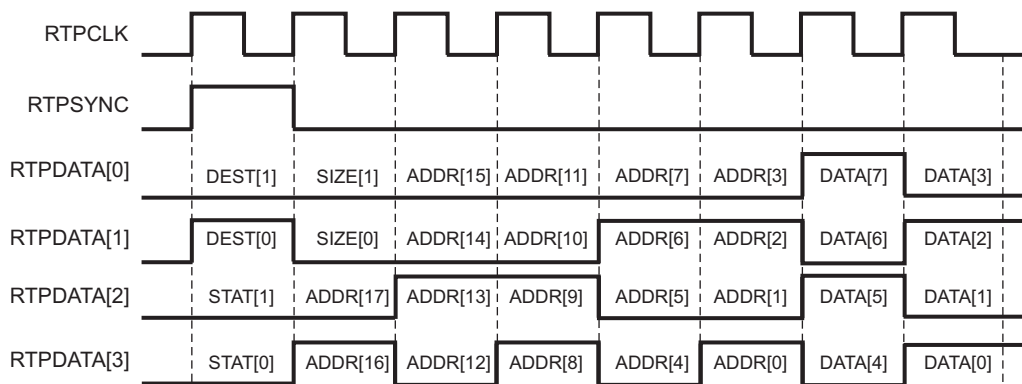 RTPCLK
RTPSYNC
RTPDATA[0] DEST[1] SIZE[1] ADDR[15] ADDR[11] ADDR[7] ADDR[3] DATA[7] DATA[3]
RTPDATA[1] DEST[0] SIZE[0] ADDR[14] ADDR[10] ADDR[6] ADDR[2] DATA[6] DATA[2]
RTPDATA[2] STAT[1] ADDR[17] ADDR[13] ADDR[9] ADDR[5] ADDR[1] DATA[5] DATA[1]
RTPDATA[3] STAT[0] ADDR[16] ADDR[12] ADDR[8] ADDR[4] ADDR[0] DATA[4] DATA[0]